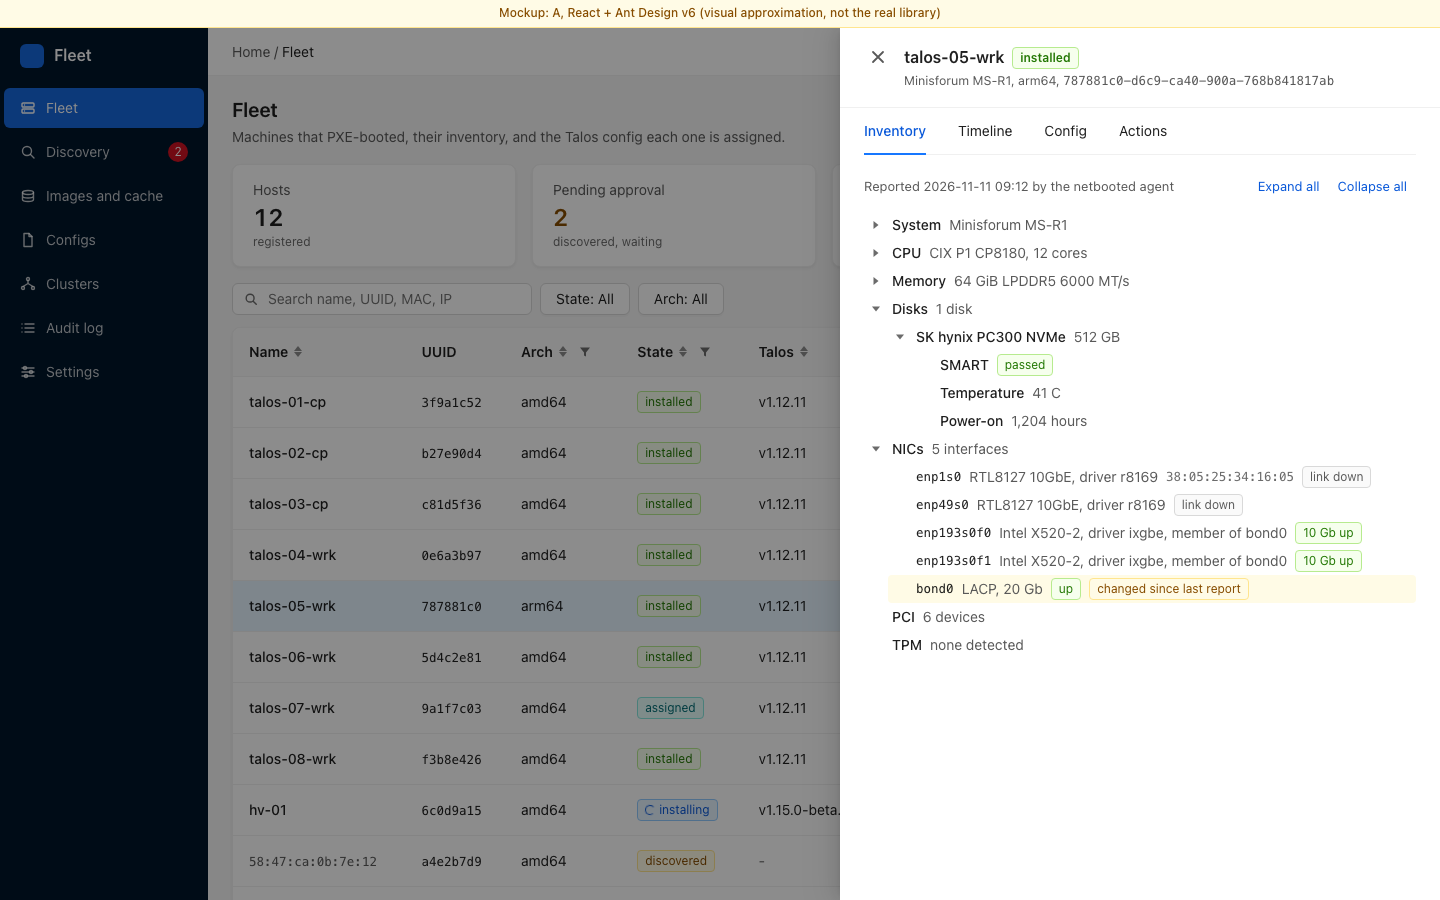 Mockup: A, React + Ant Design v6 (visual approximation, not the real library)
Fleet
Fleet
Discovery 2
Images and cache
Configs
Clusters
Audit log
Settings
Home / Fleet
Fleet
Machines that PXE-booted, their inventory, and the Talos config each one is assigned.
Hosts
12
registered
Pending approval
2
discovered, waiting
Search name, UUID, MAC, IP
State: All
Arch: All
Name UUID Arch State Talos
talos-01-cp 3f9a1c52 amd64 installed v1.12.11
talos-02-cp b27e90d4 amd64 installed v1.12.11
talos-03-cp c81d5f36 amd64 installed v1.12.11
talos-04-wrk 0e6a3b97 amd64 installed v1.12.11
talos-05-wrk 787881c0 arm64 installed v1.12.11
talos-06-wrk 5d4c2e81 amd64 installed v1.12.11
talos-07-wrk 9a1f7c03 amd64 assigned v1.12.11
talos-08-wrk f3b8e426 amd64 installed v1.12.11
hv-01 6c0d9a15 amd64 installing v1.15.0-beta.
58:47:ca:0b:7e:12 a4e2b7d9 amd64 discovered -
talos-05-wrk installed
Minisforum MS-R1, arm64, 787881c0-d6c9-ca40-900a-768b841817ab
Inventory Timeline Config Actions
Reported 2026-11-11 09:12 by the netbooted agent Expand all Collapse all
System Minisforum MS-R1
CPU CIX P1 CP8180, 12 cores
Memory 64 GiB LPDDR5 6000 MT/s
Disks 1 disk
SK hynix PC300 NVMe 512 GB
SMART passed
Temperature 41 C
Power-on 1,204 hours
NICs 5 interfaces
enp1s0 RTL8127 10GbE, driver r8169 38:05:25:34:16:05 link down
enp49s0 RTL8127 10GbE, driver r8169 link down
enp193s0f0 Intel X520-2, driver ixgbe, member of bond0 10 Gb up
enp193s0f1 Intel X520-2, driver ixgbe, member of bond0 10 Gb up
bond0 LACP, 20 Gb up changed since last report
PCI 6 devices
TPM none detected